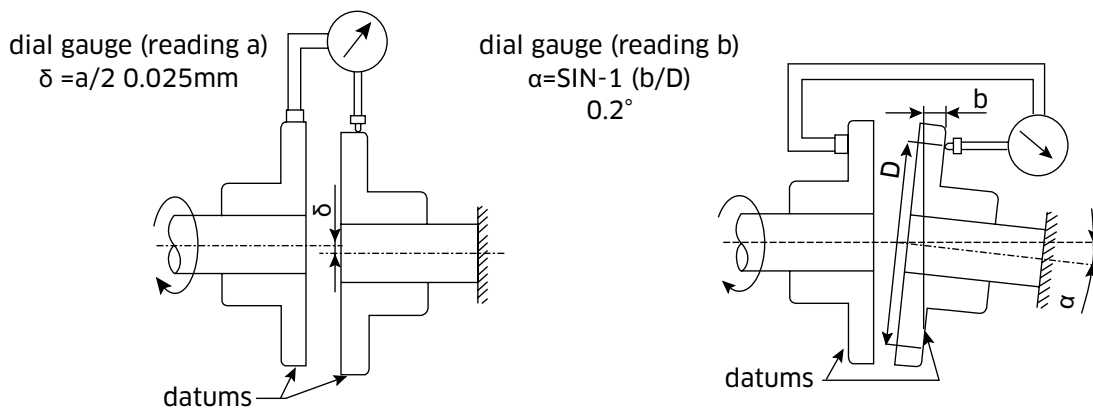 dial gauge (reading a)
δ =a/2 0.025mm
δ
datums
dial gauge (reading b)
α=SIN-1 (b/D)
0.2°
b
D
α
datums